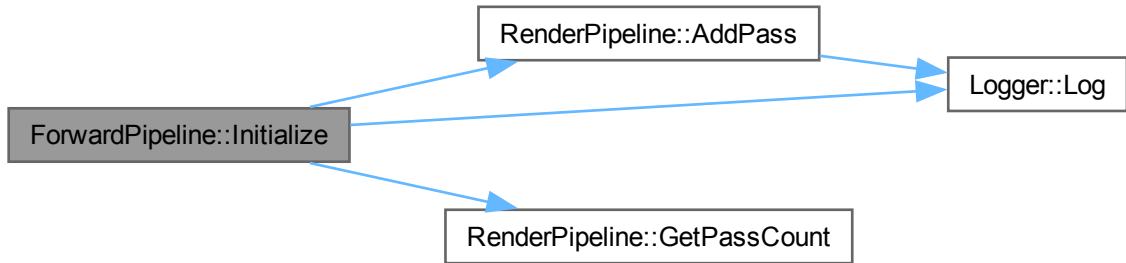 RenderPipeline::AddPass
Logger::Log
ForwardPipeline::Initialize
RenderPipeline::GetPassCount